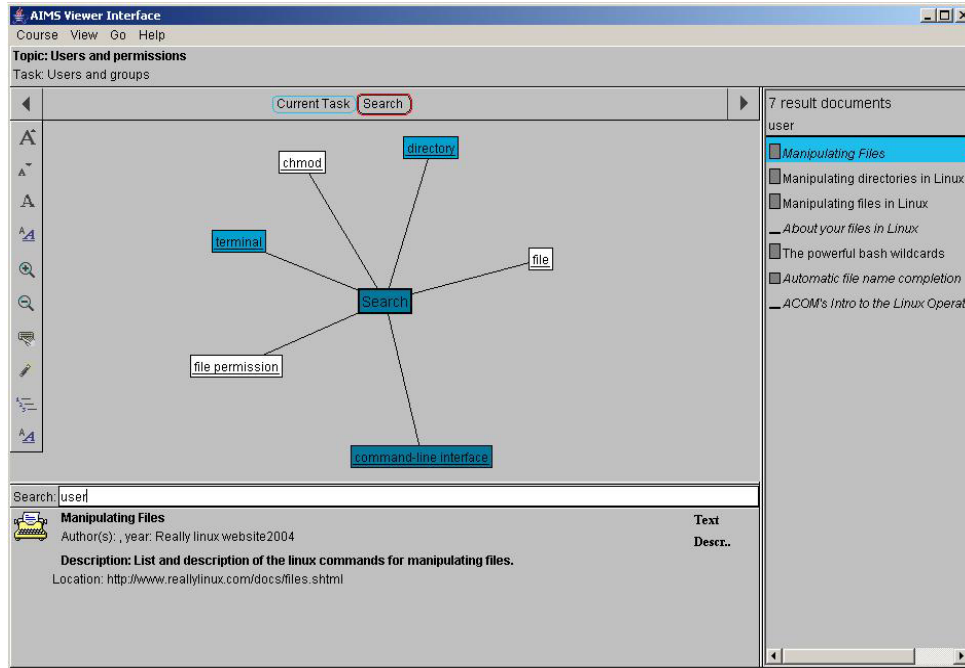 AIMS Viewer Interface
Course View Go Help
Topic: Users and permissions
Task: Users and groups
Current Task Search
7 result documents
user
Manipulating Files
Manipulating directories in Linux
Manipulating files in Linux
About your files in Linux
The powerful bash wildcards
Automatic file name completion
ACOM's Intro to the Linux Operat
A
A
A
AA
AA
directory
chmod
terminal
file
Search
file permission
command-line interface
Search: user
Manipulating Files Text
Author(s): , year: Really linux website2004 Descr..
Description: List and description of the linux commands for manipulating files.
Location: http://www.reallylinux.com/docs/files.shtml